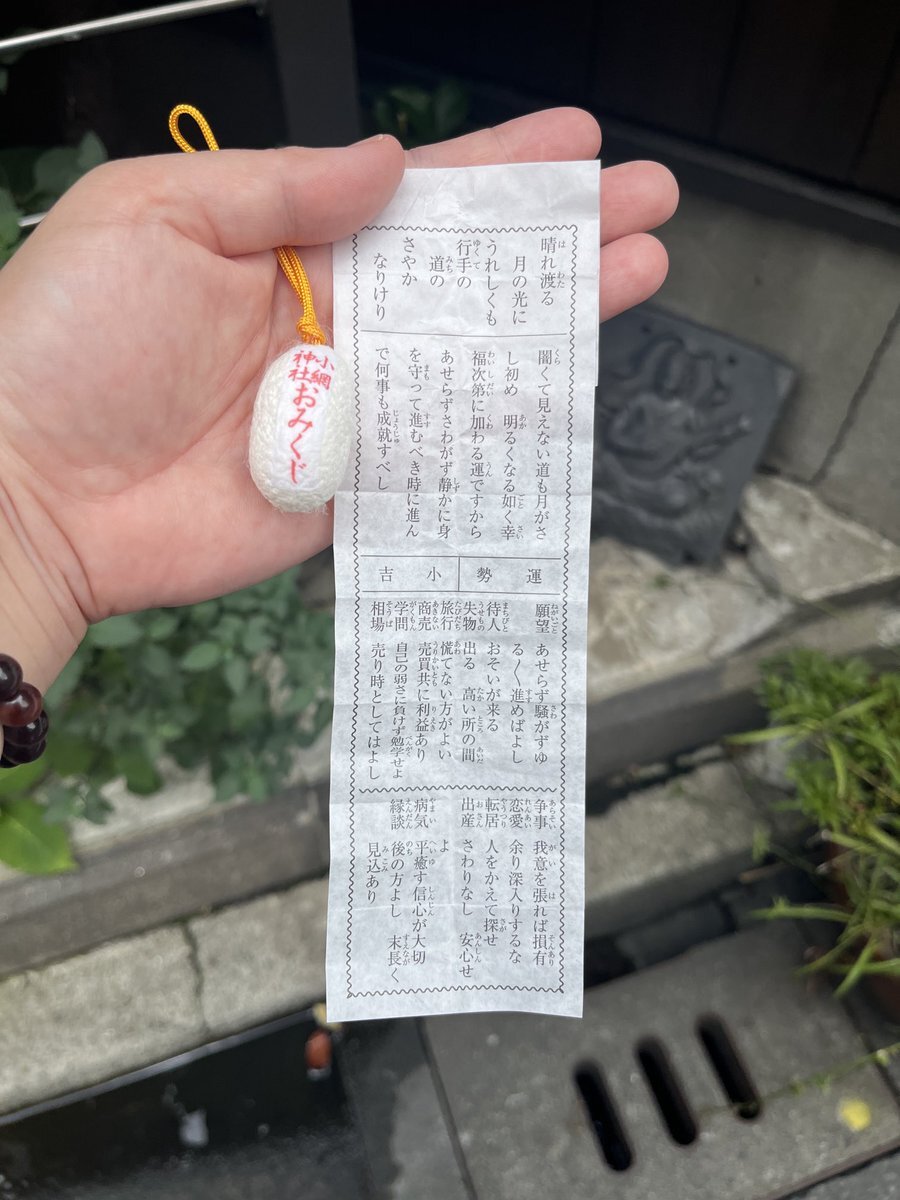 小網
神社
おみくじ
晴れ渡る
月の光に
うれしくも
行手の
道の
さやか
なりけり
闇くて見えない道も月がさ
し初め 明るくなる如く幸
福次第に加わる運ですから
あせらずさわがず静かに身
を守って進むべき時に進ん
で何事も成就すべし
運勢 小吉
願望 あせらず騒がずゆ
る〱進めばよし
待人 おそいが来る
失物 出る 高い所の間
旅行 慌てない方がよい
商売 売買共に利益あり
学問 自己の弱さに負けず勉学せよ
相場 売り時としてはよし
争事 我意を張れば損有
恋愛 余り深入りするな
転居 人をかえて探せ
出産 さわりなし 安心せ
よ
病気 平癒す信心が大切
縁談 後の方よし 末長く
見込あり